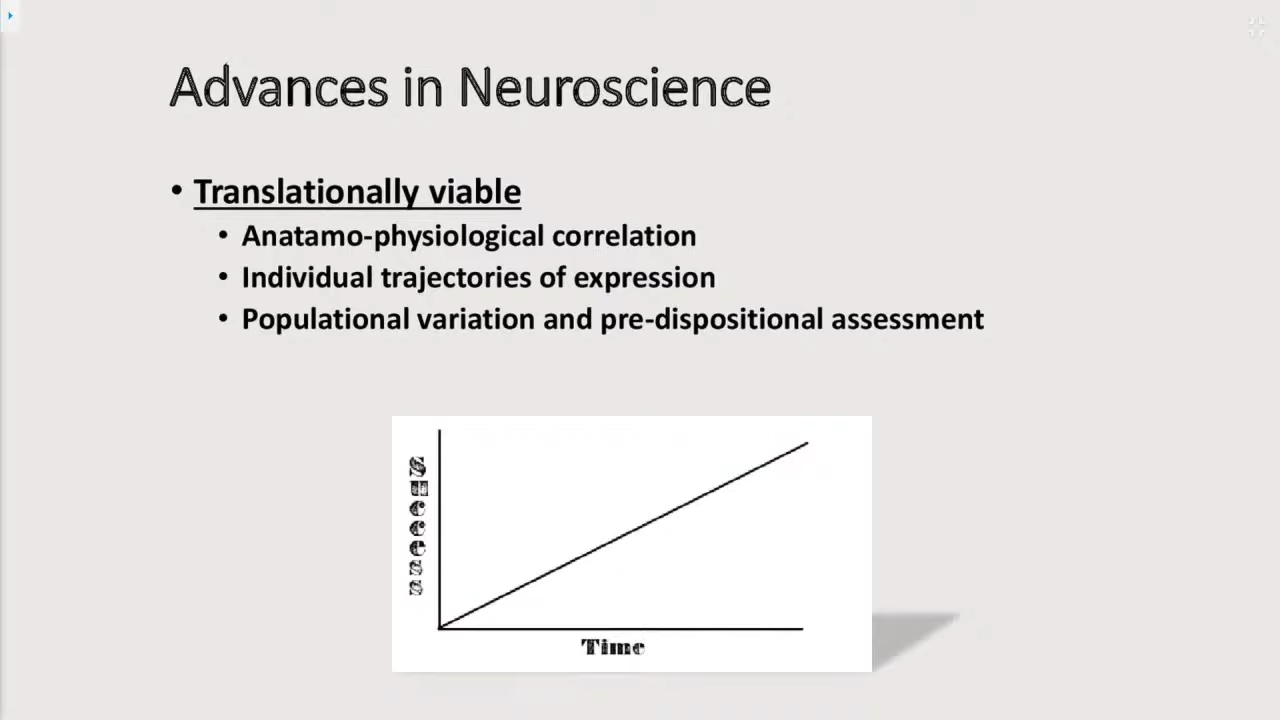 Advances in Neuroscience
• Translationally viable
• Anatamo-physiological correlation
• Individual trajectories of expression
• Populational variation and pre-dispositional assessment
Success
Time